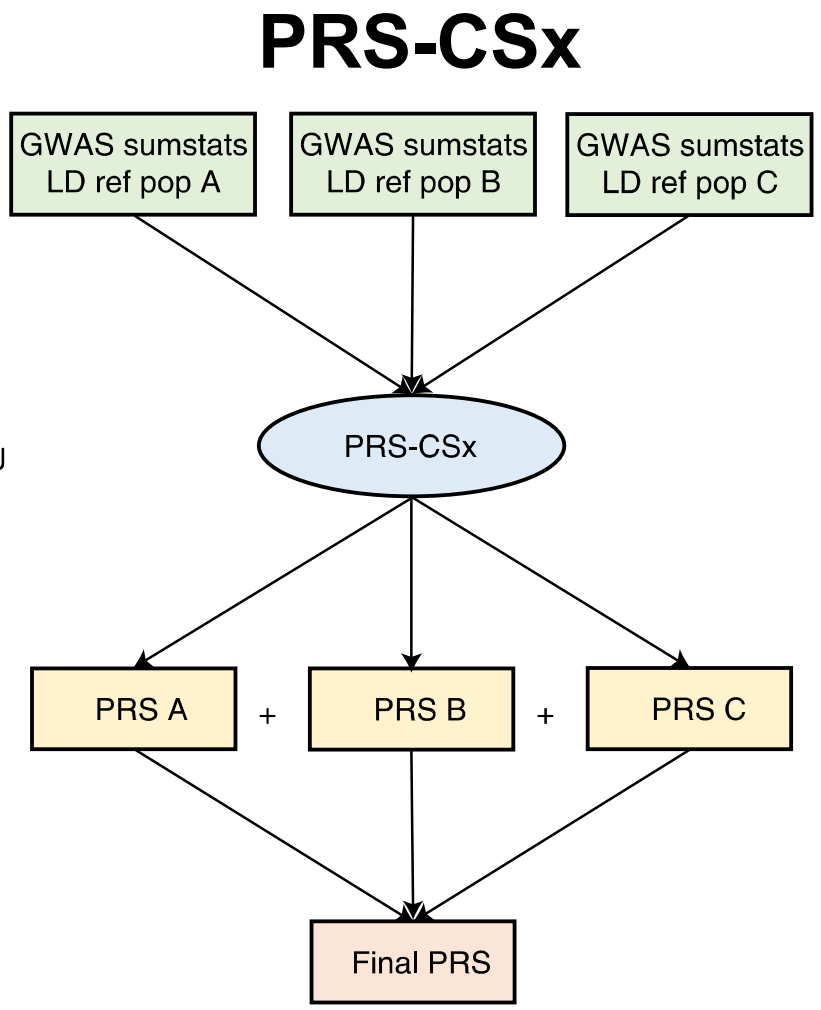 PRS-CSx
GWAS sumstats
LD ref pop A
GWAS sumstats
LD ref pop B
GWAS sumstats
LD ref pop C
PRS-CSx
PRS A
+
PRS B
+
PRS C
Final PRS